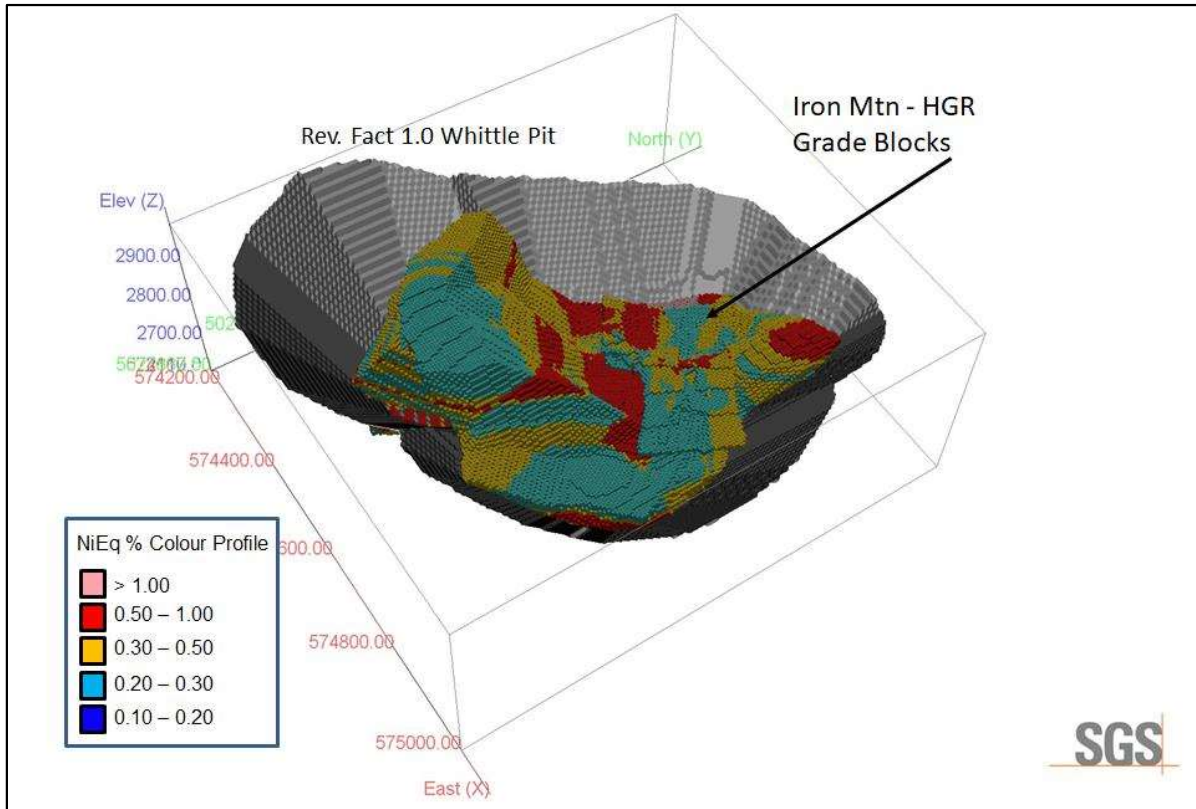 Iron Mtn - HGR
Grade Blocks
Rev. Fact 1.0 Whittle Pit
North (Y)
Elev (Z)
2900.00
2800.00
2700.00
574200.00
574400.00
600.00
574800.00
575000.00
East (X)
NiEq % Colour Profile
> 1.00
0.50 – 1.00
0.30 – 0.50
0.20 – 0.30
0.10 – 0.20
SGS